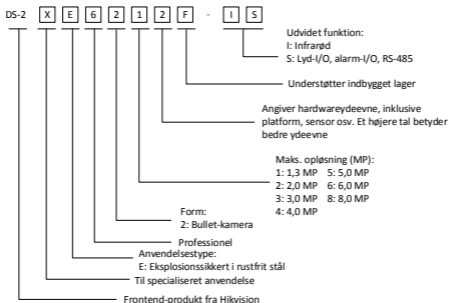 DS-2 X E 6 2 1 2 F - I S
Udvidet funktion:
I: Infrarød
S: Lyd-I/O, alarm-I/O, RS-485
Understøtter indbygget lager
Angiver hardwareydeevne, inklusive
platform, sensor osv. Et højere tal betyder
bedre ydeevne
Maks. opløsning (MP):
1: 1,3 MP 5: 5,0 MP
2: 2,0 MP 6: 6,0 MP
3: 3,0 MP 8: 8,0 MP
4: 4,0 MP
Form:
2: Bullet-kamera
Professionel
Anvendelsestype:
E: Eksplosionssikkert i rustfrit stål
Til specialiseret anvendelse
Frontend-produkt fra Hikvision